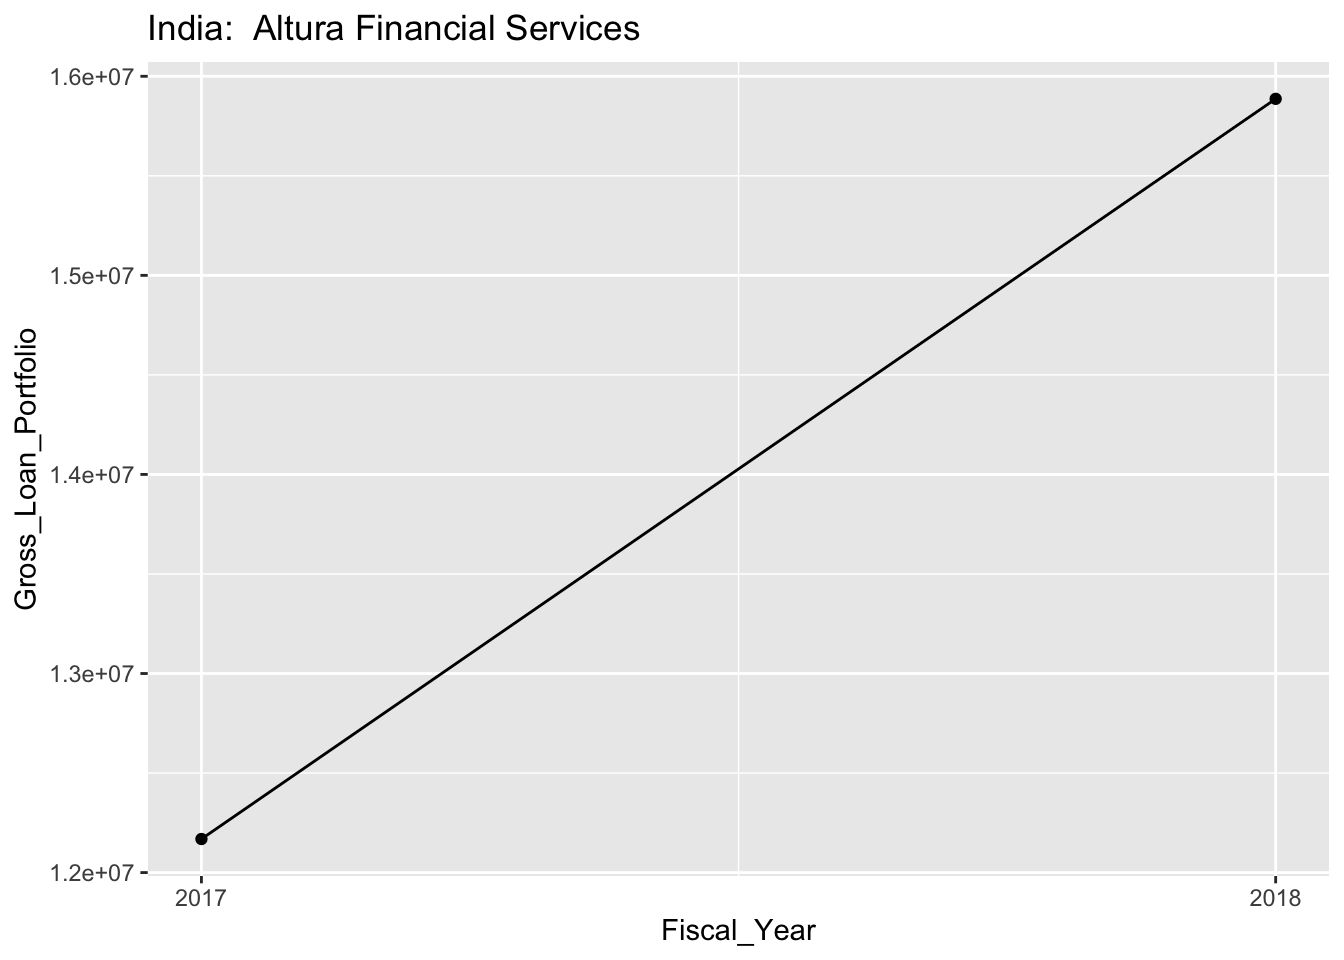 India:  Altura Financial Services
1.6e+07
1.5e+07
1.4e+07
1.3e+07
1.2e+07
Gross_Loan_Portfolio
2017
2018
Fiscal_Year